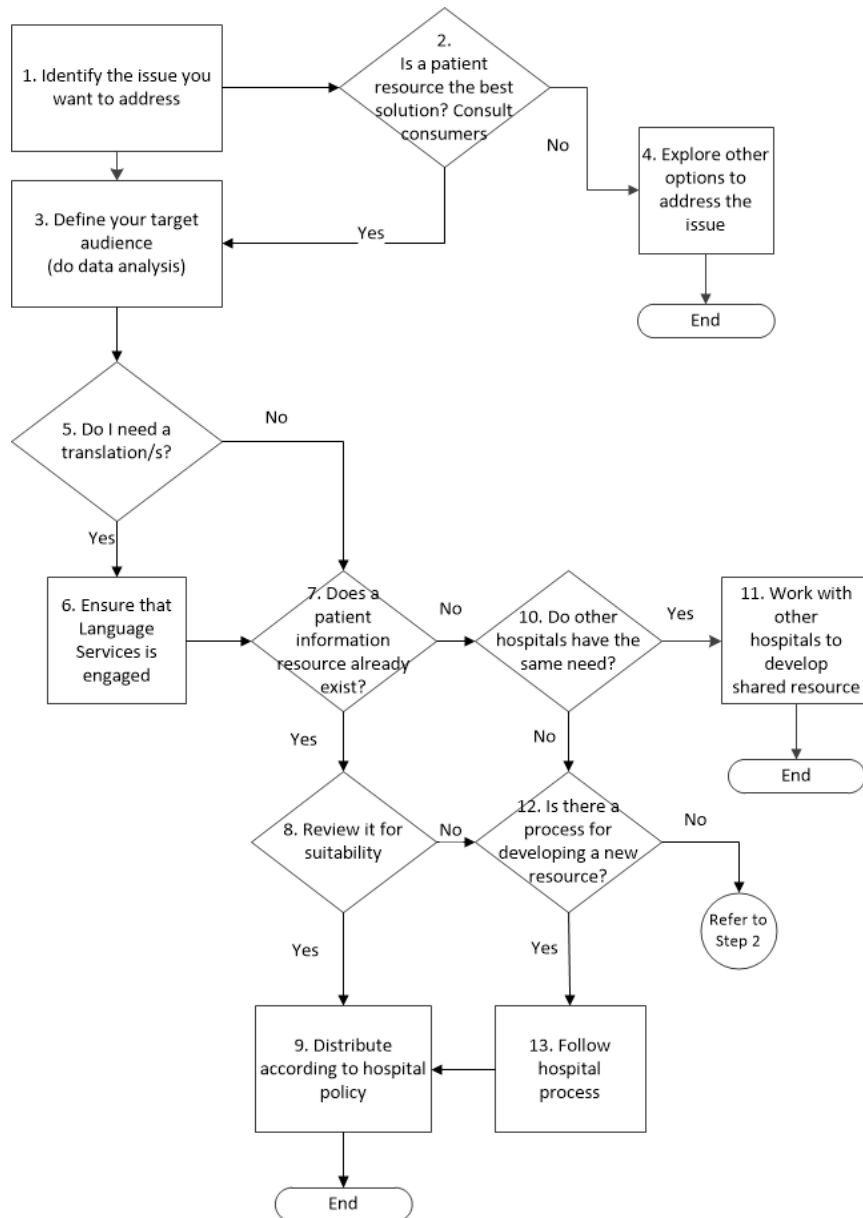 1. Identify the issue you
want to address
2.
Is a patient
resource the best
solution? Consult
consumers
No
4. Explore other
options to
address the
issue
3. Define your target
audience
(do data analysis)
Yes
End
5. Do I need a
translation/s?
No
Yes
6. Ensure that
Language
Services is
engaged
7. Does a
patient
information
resource already
exist?
No
10. Do other
hospitals have the
same need?
Yes
11. Work with
other
hospitals to
develop
shared resource
Yes
No
End
8. Review it for
suitability
No
12. Is there a
process for
developing a new
resource?
No
Refer to
Step 2
Yes
Yes
9. Distribute
according to hospital
policy
13. Follow
hospital
process
End